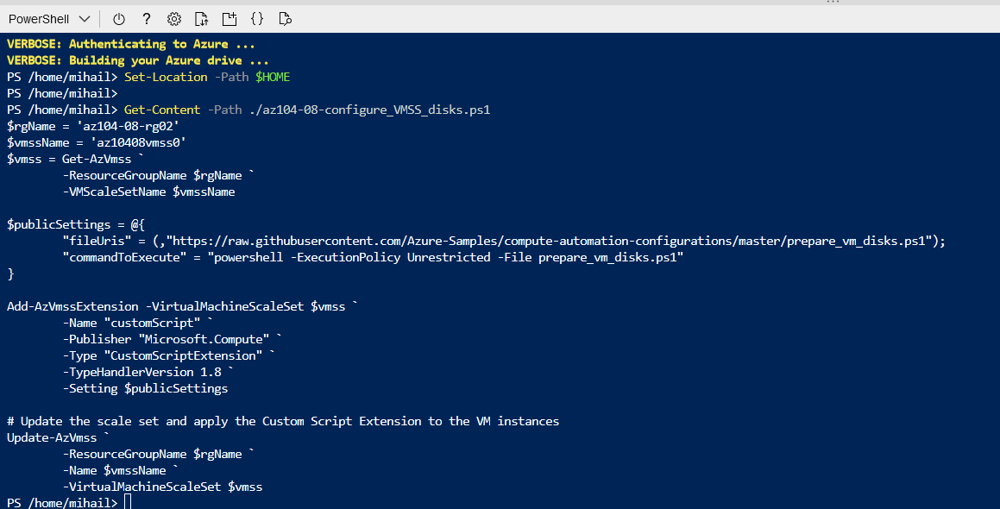 PowerShell
VERBOSE: Authenticating to Azure ...
VERBOSE: Building your Azure drive ...
PS /home/mihail> Set-Location -Path $HOME
PS /home/mihail>
PS /home/mihail> Get-Content -Path ./az104-08-configure_VMSS_disks.ps1
$rgName = 'az104-08-rg02'
$vmssName = 'az10408vmss0'
$vmss = Get-AzVmss `
        -ResourceGroupName $rgName `
        -VMScaleSetName $vmssName

$publicSettings = @{
        "fileUris" = (,"https://raw.githubusercontent.com/Azure-Samples/compute-automation-configurations/master/prepare_vm_disks.ps1");
        "commandToExecute" = "powershell -ExecutionPolicy Unrestricted -File prepare_vm_disks.ps1"
}

Add-AzVmssExtension -VirtualMachineScaleSet $vmss `
        -Name "customScript" `
        -Publisher "Microsoft.Compute" `
        -Type "CustomScriptExtension" `
        -TypeHandlerVersion 1.8 `
        -Setting $publicSettings

# Update the scale set and apply the Custom Script Extension to the VM instances
Update-AzVmss `
        -ResourceGroupName $rgName `
        -Name $vmssName `
        -VirtualMachineScaleSet $vmss
PS /home/mihail>